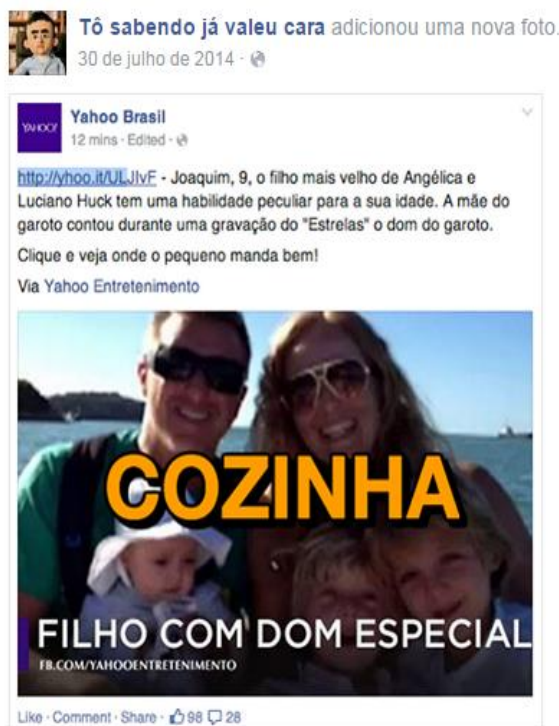 Tô sabendo já valeu cara adicionou uma nova foto.
30 de julho de 2014 ·
YAHOO!
Yahoo Brasil
12 mins · Edited ·
http://yhoo.it/ULJIvF - Joaquim, 9, o filho mais velho de Angélica e
Luciano Huck tem uma habilidade peculiar para a sua idade. A mãe do
garoto contou durante uma gravação do "Estrelas" o dom do garoto.
Clique e veja onde o pequeno manda bem!
Via Yahoo Entretenimento
COZINHA
FILHO COM DOM ESPECIAL
FB.COM/YAHOOENTRETENIMENTO
Like · Comment · Share · 98 28